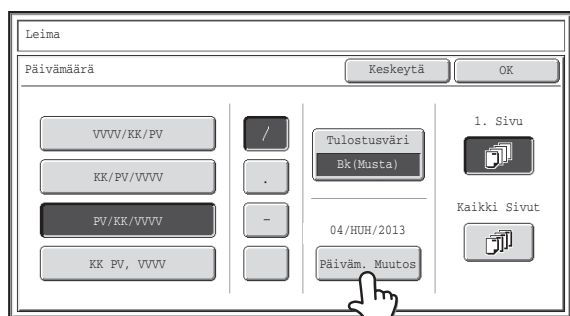 Leima
Päivämäärä
Keskeytä
OK
VVVV/KK/PV
KK/PV/VVVV
PV/KK/VVVV
KK PV, VVVV
/
.
-
Tulostusväri
Bk(Musta)
04/HUH/2013
Päiväm. Muutos
1. Sivu
Kaikki Sivut